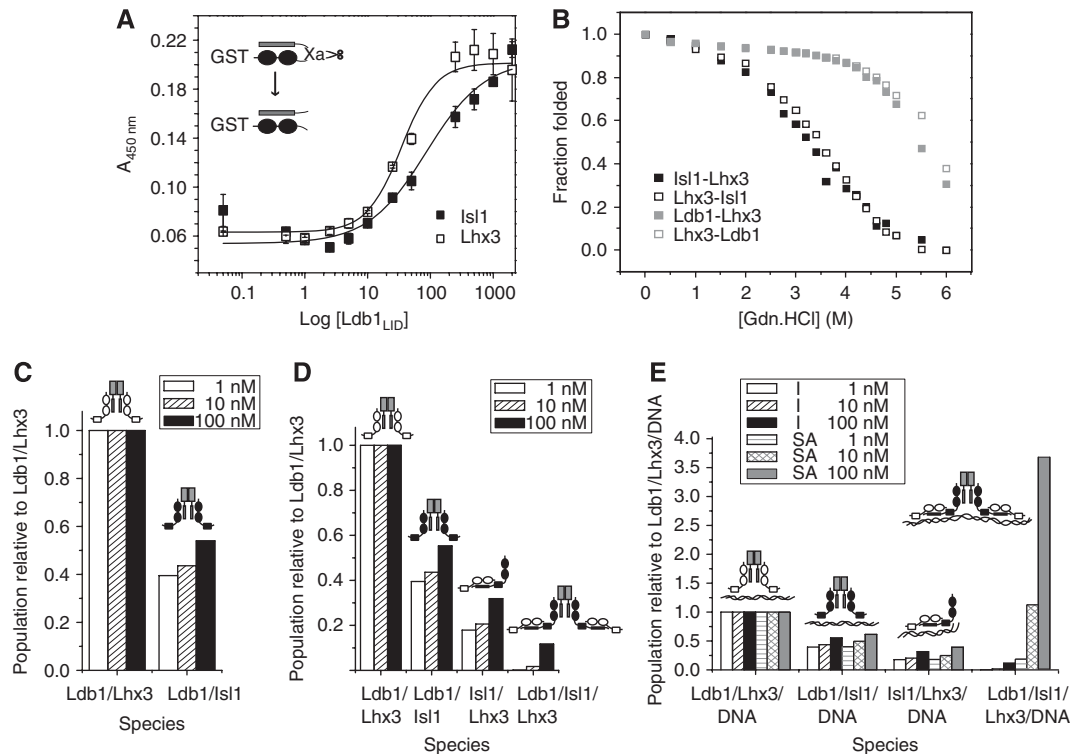 A
0.22
0.18
0.14
0.10
0.06
A450 nm
GST
Xa>
GST
Isl1
Lhx3
0.1 1 10 100 1000
Log [Ldb1LID]
B
1.0
0.8
0.6
0.4
0.2
0.0
Fraction folded
Isl1-Lhx3
Lhx3-Isl1
Ldb1-Lhx3
Lhx3-Ldb1
0 1 2 3 4 5 6
[Gdn.HCl] (M)
C
1 nM
10 nM
100 nM
Population relative to Ldb1/Lhx3
1.0
0.8
0.6
0.4
0.2
0.0
Ldb1/Lhx3 Ldb1/Isl1
Species
D
1 nM
10 nM
100 nM
Population relative to Ldb1/Lhx3
1.0
0.8
0.6
0.4
0.2
Ldb1/ Ldb1/ Isl1/ Ldb1/Isl1/
Lhx3 Isl1 Lhx3 Lhx3
Species
E
I 1 nM
I 10 nM
I 100 nM
SA 1 nM
SA 10 nM
SA 100 nM
Population relative to Ldb1/Lhx3/DNA
4.0
3.5
3.0
2.5
2.0
1.5
1.0
0.5
0.0
Ldb1/Lhx3/ Ldb1/Isl1/ Isl1/Lhx3/ Ldb1/Isl1/
DNA DNA DNA Lhx3/DNA
Species